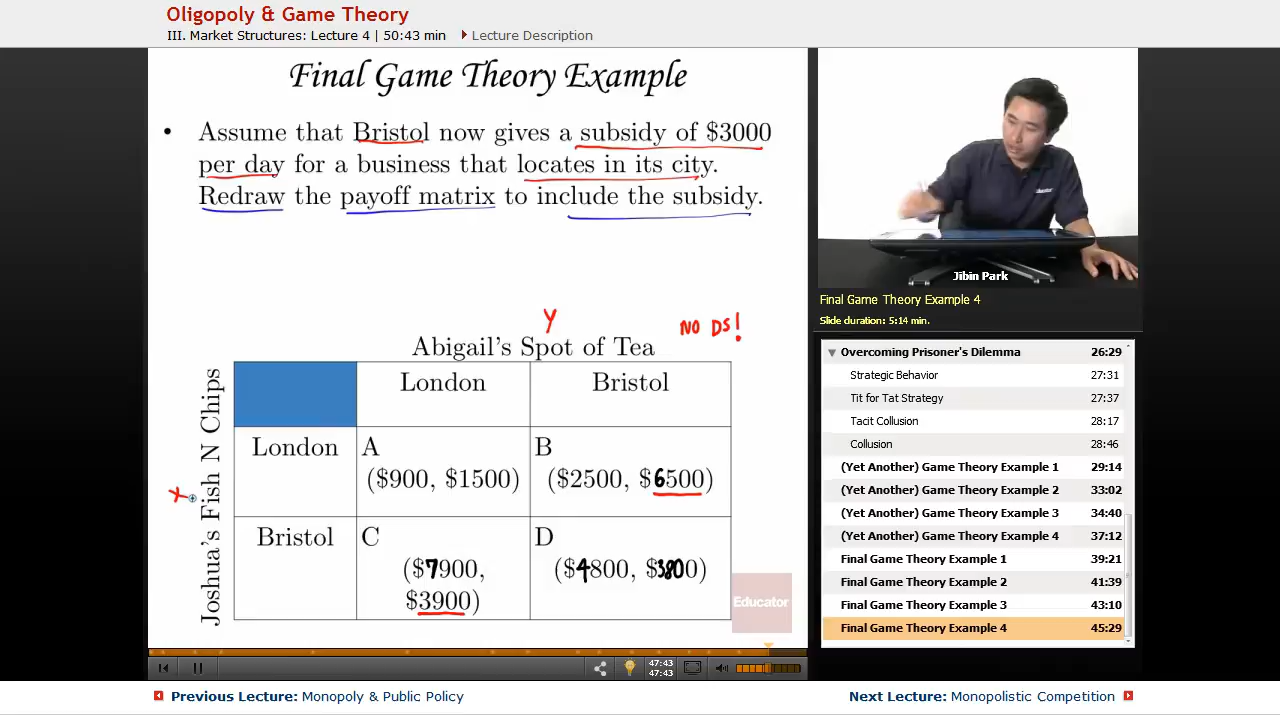 Oligopoly & Game Theory
III. Market Structures: Lecture 4 | 50:43 min Lecture Description
Final Game Theory Example
• Assume that Bristol now gives a subsidy of $3000
per day for a business that locates in its city.
Redraw the payoff matrix to include the subsidy.
Y
NO DS!
Abigail's Spot of Tea
London Bristol
X
Joshua's Fish N Chips
London
A
($900, $1500)
B
($2500, $6500)
Bristol
C
($7900,
$3900)
D
($4800, $3800)
Educator
47:43
47:43
Jibin Park
Final Game Theory Example 4
Slide duration: 5:14 min.
Overcoming Prisoner's Dilemma 26:29
Strategic Behavior 27:31
Tit for Tat Strategy 27:37
Tacit Collusion 28:17
Collusion 28:46
(Yet Another) Game Theory Example 1 29:14
(Yet Another) Game Theory Example 2 33:02
(Yet Another) Game Theory Example 3 34:40
(Yet Another) Game Theory Example 4 37:12
Final Game Theory Example 1 39:21
Final Game Theory Example 2 41:39
Final Game Theory Example 3 43:10
Final Game Theory Example 4 45:29
Previous Lecture: Monopoly & Public Policy
Next Lecture: Monopolistic Competition